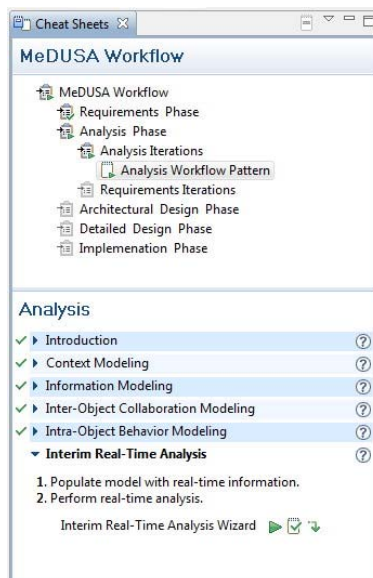 Cheat Sheets
MeDUSA Workflow
MeDUSA Workflow
Requirements Phase
Analysis Phase
Analysis Iterations
Analysis Workflow Pattern
Requirements Iterations
Architectural Design Phase
Detailed Design Phase
Implemenation Phase
Analysis
Introduction
Context Modeling
Information Modeling
Inter-Object Collaboration Modeling
Intra-Object Behavior Modeling
Interim Real-Time Analysis
1. Populate model with real-time information.
2. Perform real-time analysis.
Interim Real-Time Analysis Wizard